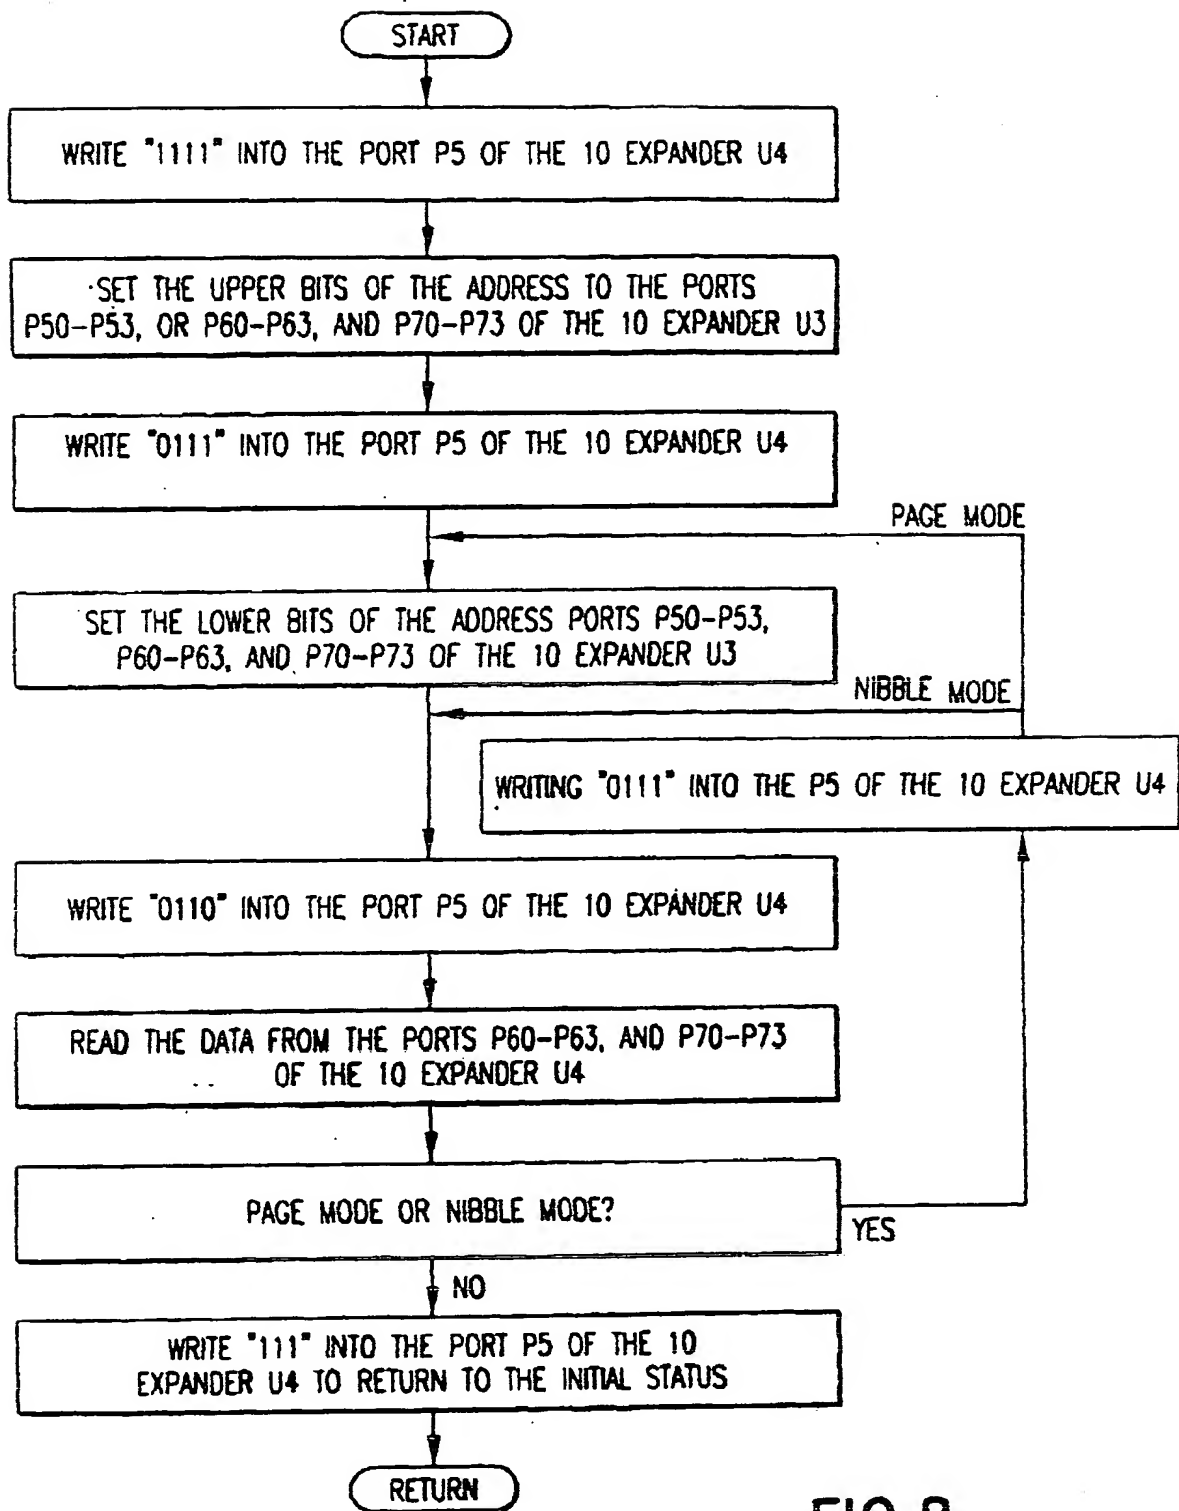 START
WRITE "1111" INTO THE PORT P5 OF THE 10 EXPANDER U4
SET THE UPPER BITS OF THE ADDRESS TO THE PORTS
P50-P53, OR P60-P63, AND P70-P73 OF THE 10 EXPANDER U3
WRITE "0111" INTO THE PORT P5 OF THE 10 EXPANDER U4
PAGE MODE
SET THE LOWER BITS OF THE ADDRESS PORTS P50-P53,
P60-P63, AND P70-P73 OF THE 10 EXPANDER U3
NIBBLE MODE
WRITING "0111" INTO THE P5 OF THE 10 EXPANDER U4
WRITE "0110" INTO THE PORT P5 OF THE 10 EXPANDER U4
READ THE DATA FROM THE PORTS P60-P63, AND P70-P73
OF THE 10 EXPANDER U4
PAGE MODE OR NIBBLE MODE?
YES
NO
WRITE "111" INTO THE PORT P5 OF THE 10
EXPANDER U4 TO RETURN TO THE INITIAL STATUS
RETURN